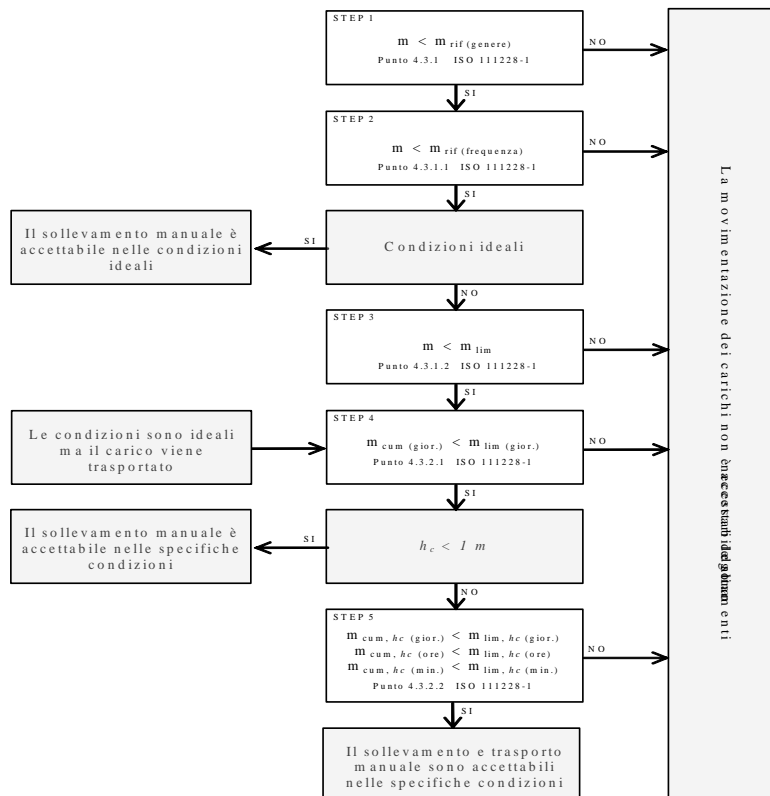 STEP 1
m < m rif (genere)
Punto 4.3.1 ISO 111228-1
NO
SI
STEP 2
m < m rif (frequenza)
Punto 4.3.1.1 ISO 111228-1
NO
SI
Il sollevamento manuale è
accettabile nelle condizioni
ideali
SI
Condizioni ideali
NO
STEP 3
m < m lim
Punto 4.3.1.2 ISO 111228-1
NO
SI
Le condizioni sono ideali
ma il carico viene
trasportato
STEP 4
m cum (gior.) < m lim (gior.)
Punto 4.3.2.1 ISO 111228-1
NO
SI
Il sollevamento manuale è
accettabile nelle specifiche
condizioni
SI
h c < 1 m
NO
STEP 5
m cum, hc (gior.) < m lim, hc (gior.)
m cum, hc (ore) < m lim, hc (ore)
m cum, hc (min.) < m lim, hc (min.)
Punto 4.3.2.2 ISO 111228-1
NO
SI
Il sollevamento e trasporto
manuale sono accettabili
nelle specifiche condizioni
La movimentazione dei carichi non è